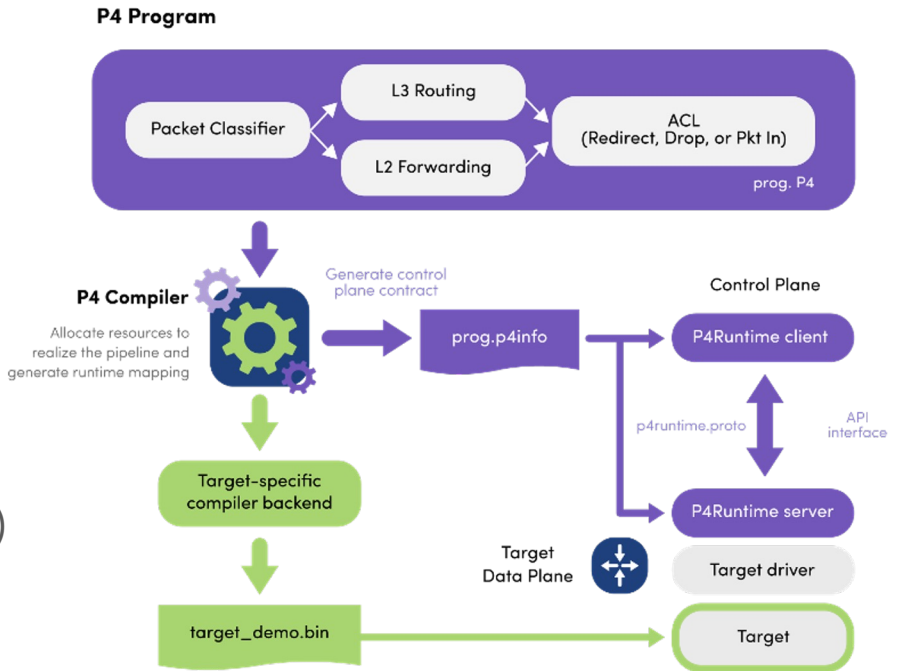 P4 Program
Packet Classifier
L3 Routing
L2 Forwarding
ACL
(Redirect, Drop, or Pkt In)
prog. P4
P4 Compiler
Allocate resources to
realize the pipeline and
generate runtime mapping
Generate control
plane contract
prog.p4info
Control Plane
P4Runtime client
p4runtime.proto
API
interface
P4Runtime server
Target-specific
compiler backend
Target
Data Plane
Target driver
target_demo.bin
Target